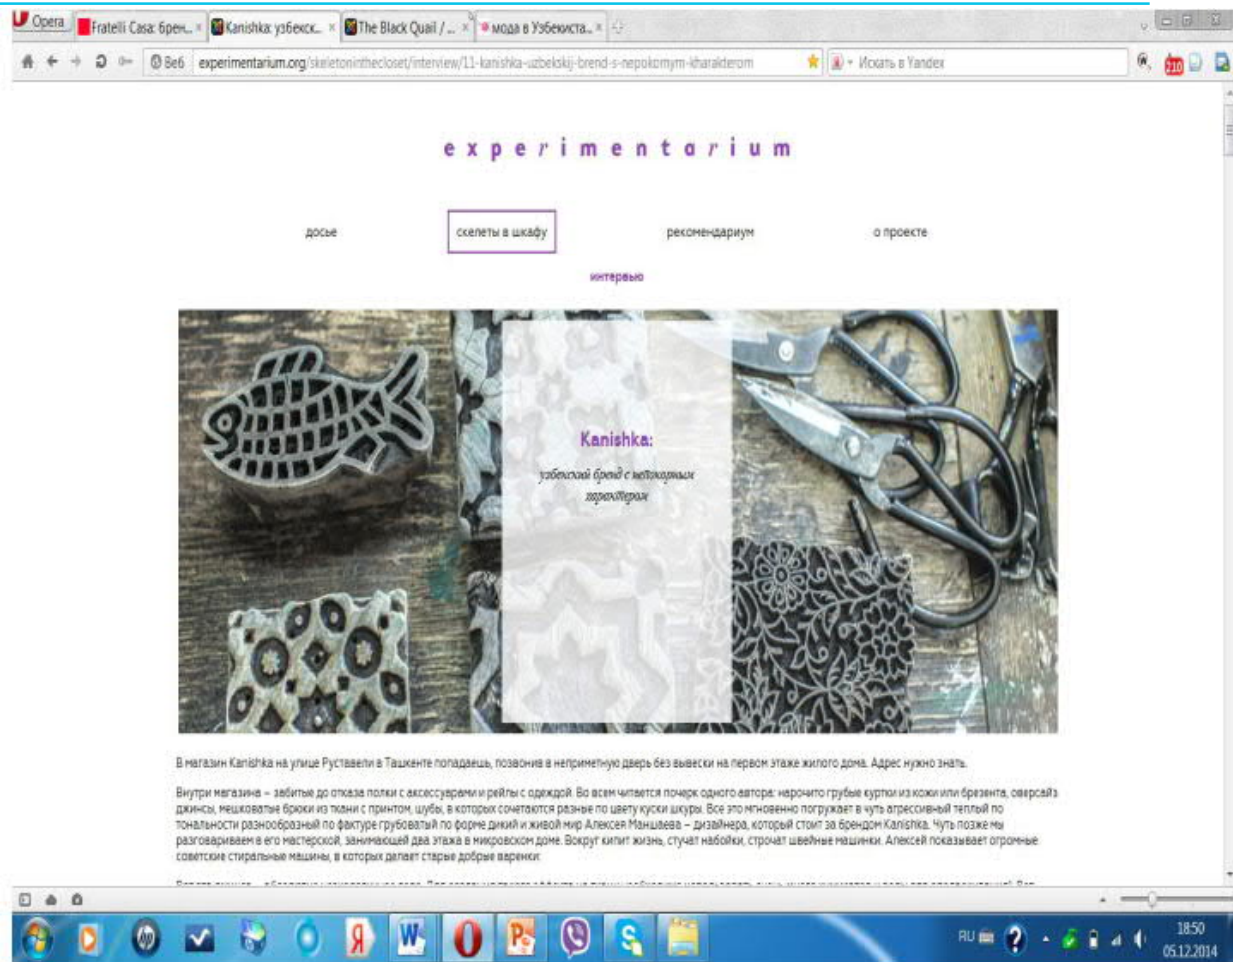 Opera
Fratelli Casa: брен...
Kanishka: узбекск...
The Black Quail / ...
мода в Узбекиста...
Веб
experimentarium.org/skeletoninthecloset/interview/11-kanishka-uzbekskij-brend-s-nepokornym-kharakterom
Искать в Yandex
210
experimentarium
досье
скелеты в шкафу
рекомендариум
о проекте
интервью
Kanishka:
узбекский бренд с непокорным
характером
В магазин Kanishka на улице Руставели в Ташкенте попадаешь, позвонив в неприметную дверь без вывески на первом этаже жилого дома. Адрес нужно знать.
Внутри магазина – забитые до отказа полки с аксессуарами и рейлы с одеждой. Во всем читается почерк одного автора: нарочито грубые куртки из кожи или брезента, оверсайз
джинсы, мешковатые брюки из ткани с принтом, шубы, в которых сочетаются разные по цвету куски шкуры. Все это мгновенно погружает в чуть агрессивный теплый по
тональности разнообразный по фактуре грубоватый по форме дикий и живой мир Алексея Маншаева – дизайнера, который стоит за брендом Kanishka. Чуть позже мы
разговариваем в его мастерской, занимающей два этажа в микровском доме. Вокруг кипит жизнь, стучат набойки, строчат швейные машинки. Алексей показывает огромные
советские стиральные машины, в которых делает старые добрые варенки:
RU
18:50
05.12.2014